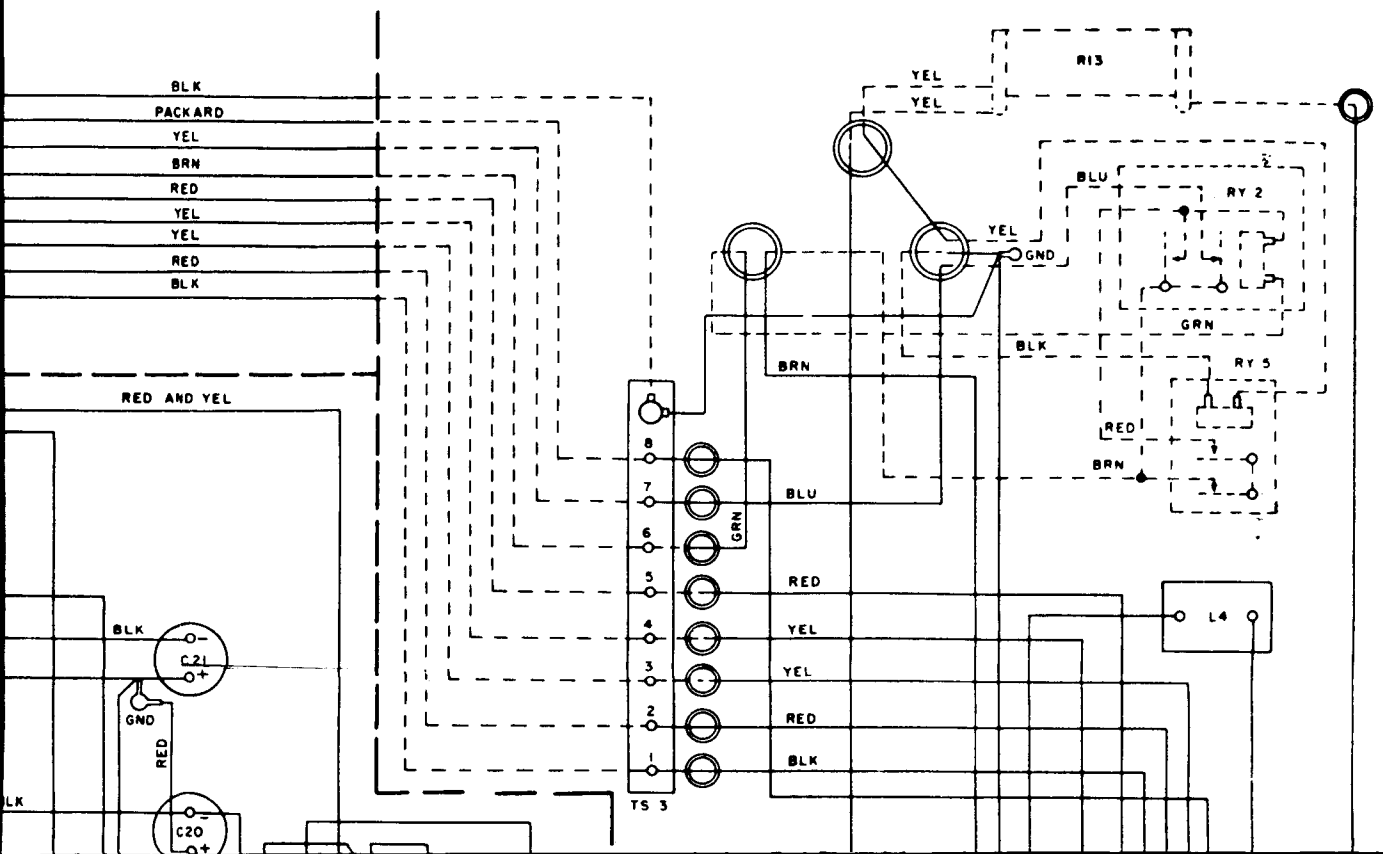 R13
YEL
YEL
BLK
PACKARD
YEL
BRN
RED
YEL
YEL
RED
BLK
BLU
2
RY 2
YEL
GND
GRN
BLK
RY 5
BRN
RED AND YEL
RED
BRN
8
7
BLU
GRN
6
5
RED
4
YEL
3
YEL
2
RED
1
BLK
TS 3
L4
BLK
-
C21
+
GND
RED
LK
-
C20
+